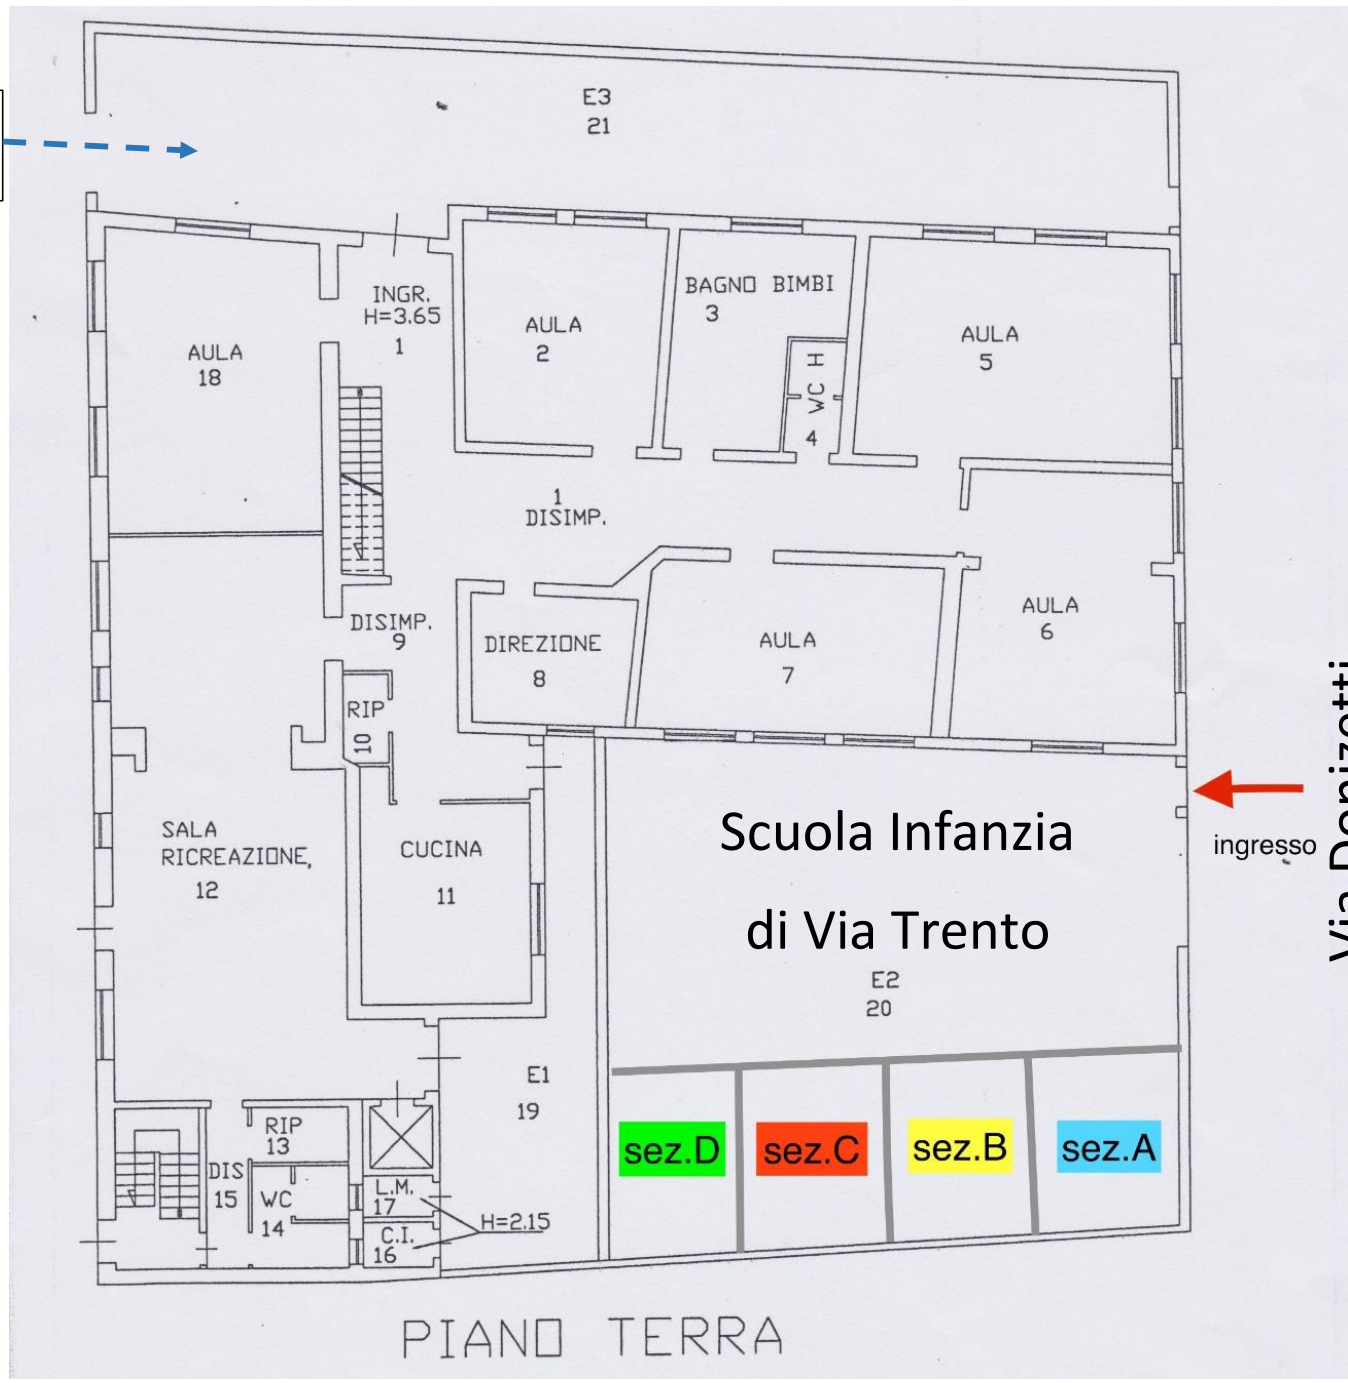 E3
21
INGR.
H=3.65
1
AULA
2
BAGNO BIMBI
3
WC H
4
AULA
5
AULA
18
1
DISIMP.
DISIMP.
9
DIREZIONE
8
AULA
7
AULA
6
RIP
10
SALA
RICREAZIONE,
12
CUCINA
11
Scuola Infanzia
di Via Trento
E2
20
ingresso
Via Donizetti
E1
19
sez.D
sez.C
sez.B
sez.A
RIP
13
DIS
15
WC
14
L.M.
17
C.I.
16
H=2.15
PIANO TERRA